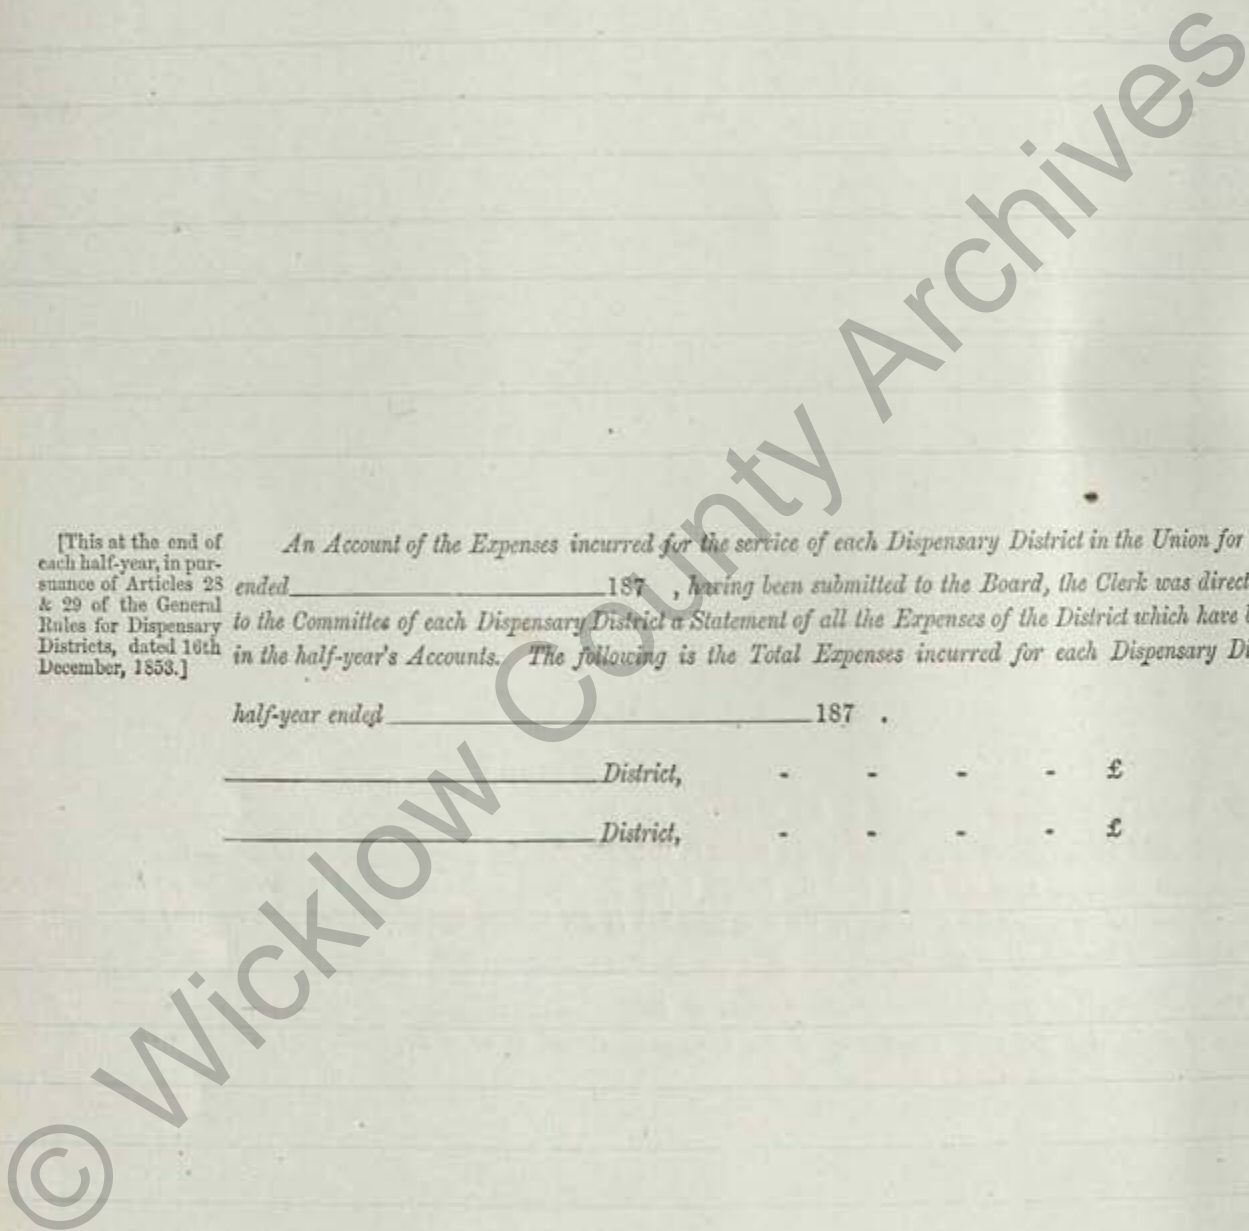 [This at the end of
each half-year, in pur-
suance of Articles 28
& 29 of the General
Rules for Dispensary
Districts, dated 16th
December, 1853.]
An Account of the Expenses incurred for the service of each Dispensary District in the Union for
ended 187 , having been submitted to the Board, the Clerk was direct
to the Committee of each Dispensary District a Statement of all the Expenses of the District which have
in the half-year's Accounts. The following is the Total Expenses incurred for each Dispensary Di
half-year ended 187 .
District, - - - - £
District, - - - - £
© Wicklow County Archives